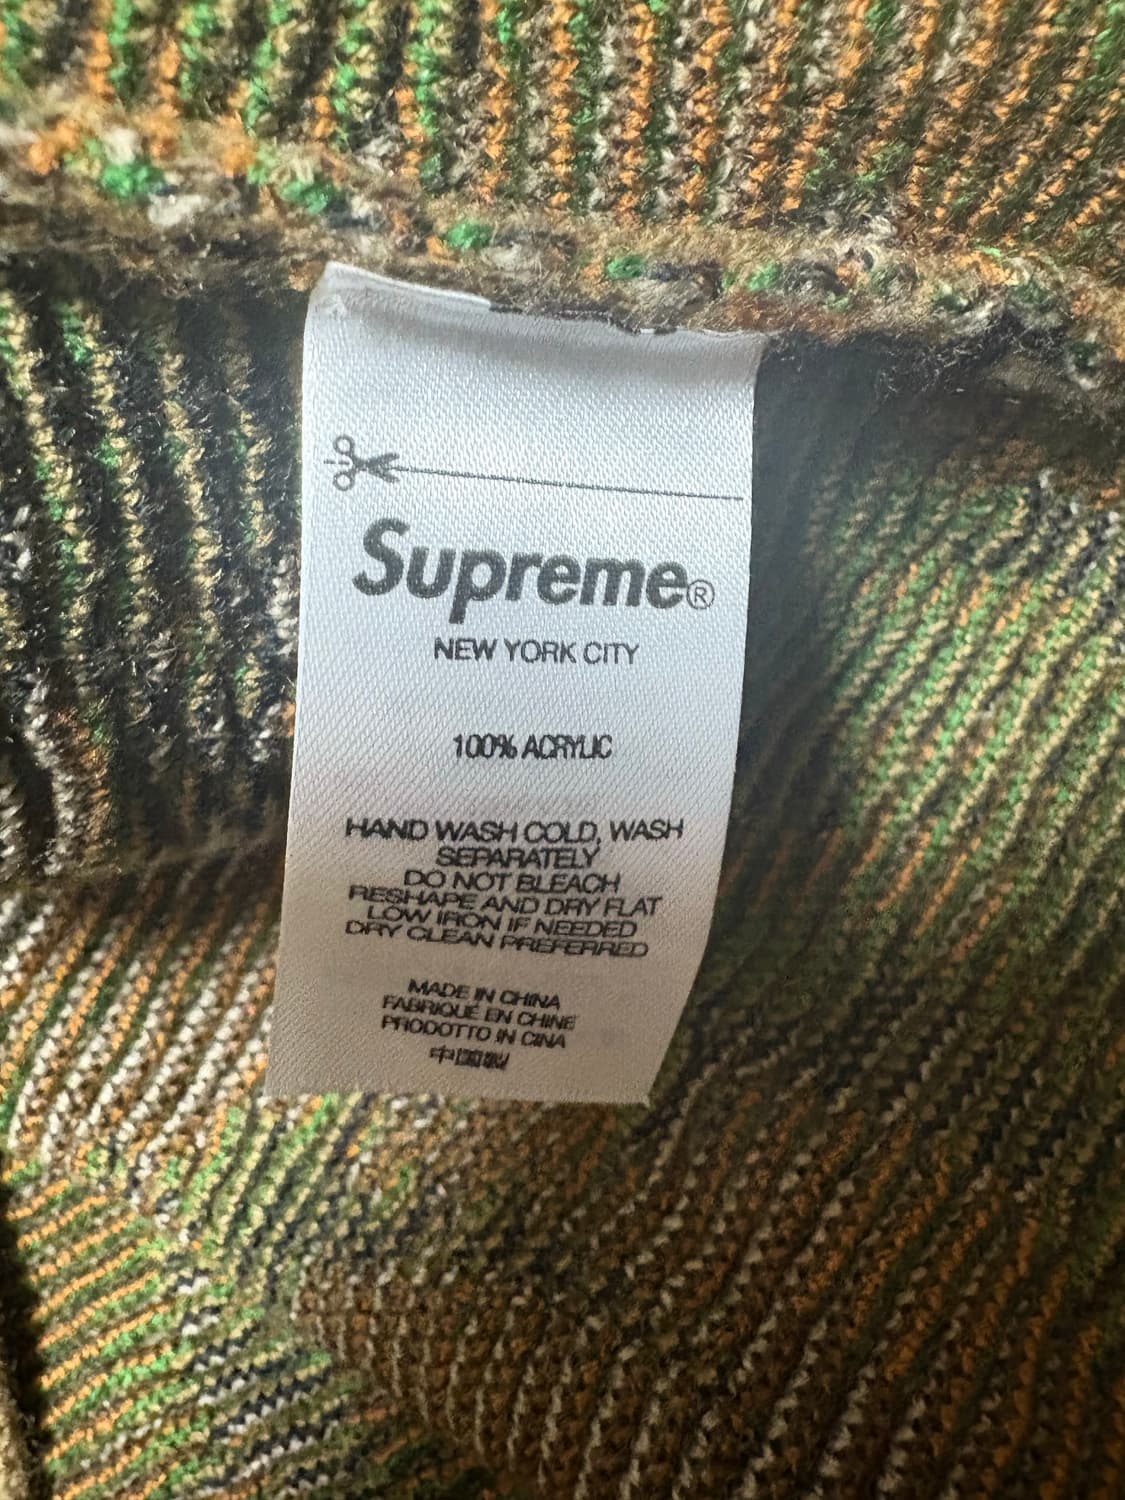 Supreme®
NEW YORK CITY
100% ACRYLIC
HAND WASH COLD, WASH
SEPARATELY
DO NOT BLEACH
RESHAPE AND DRY FLAT
LOW IRON IF NEEDED
DRY CLEAN PREFERRED
MADE IN CHINA
FABRIQUÉ EN CHINE
PRODOTTO IN CINA
中国製